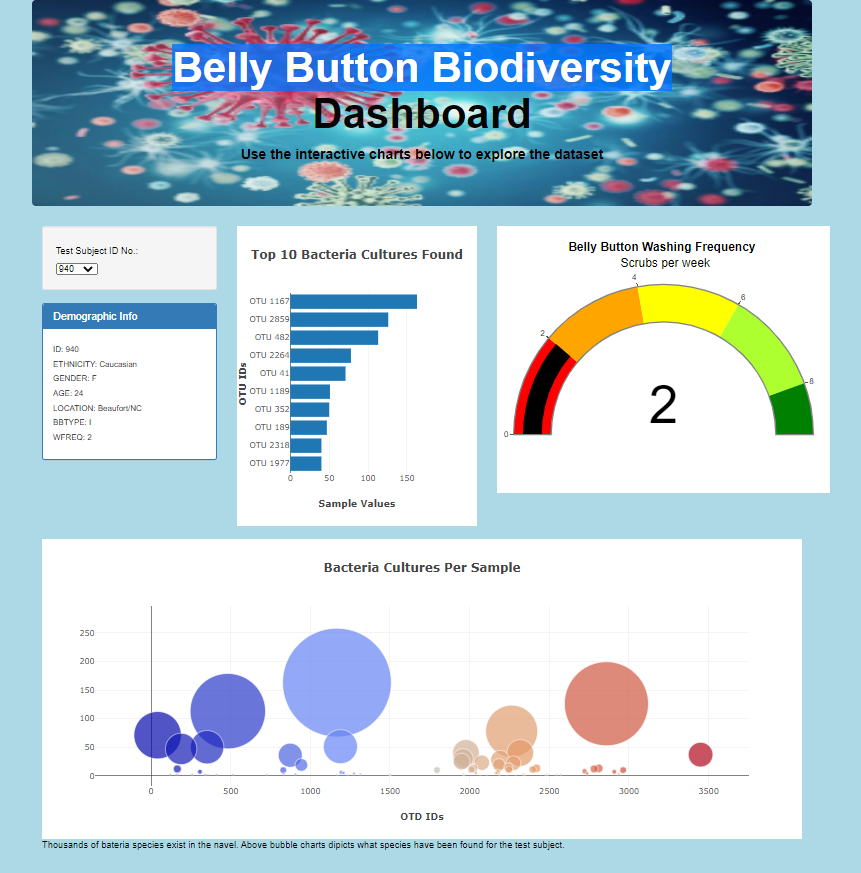 Belly Button Biodiversity
Dashboard
Use the interactive charts below to explore the dataset
Test Subject ID No.:
940
Demographic Info
ID: 940
ETHNICITY: Caucasian
GENDER: F
AGE: 24
LOCATION: Beaufort/NC
BBTYPE: I
WFREQ: 2
Top 10 Bacteria Cultures Found
OTU IDs
OTU 1167
OTU 2859
OTU 482
OTU 2264
OTU 41
OTU 1189
OTU 352
OTU 189
OTU 2318
OTU 1977
0 50 100 150
Sample Values
Belly Button Washing Frequency
Scrubs per week
0
2
4
6
8
2
Bacteria Cultures Per Sample
250
200
150
100
50
0
0 500 1000 1500 2000 2500 3000 3500
OTD IDs
Thousands of bateria species exist in the navel. Above bubble charts dipicts what species have been found for the test subject.